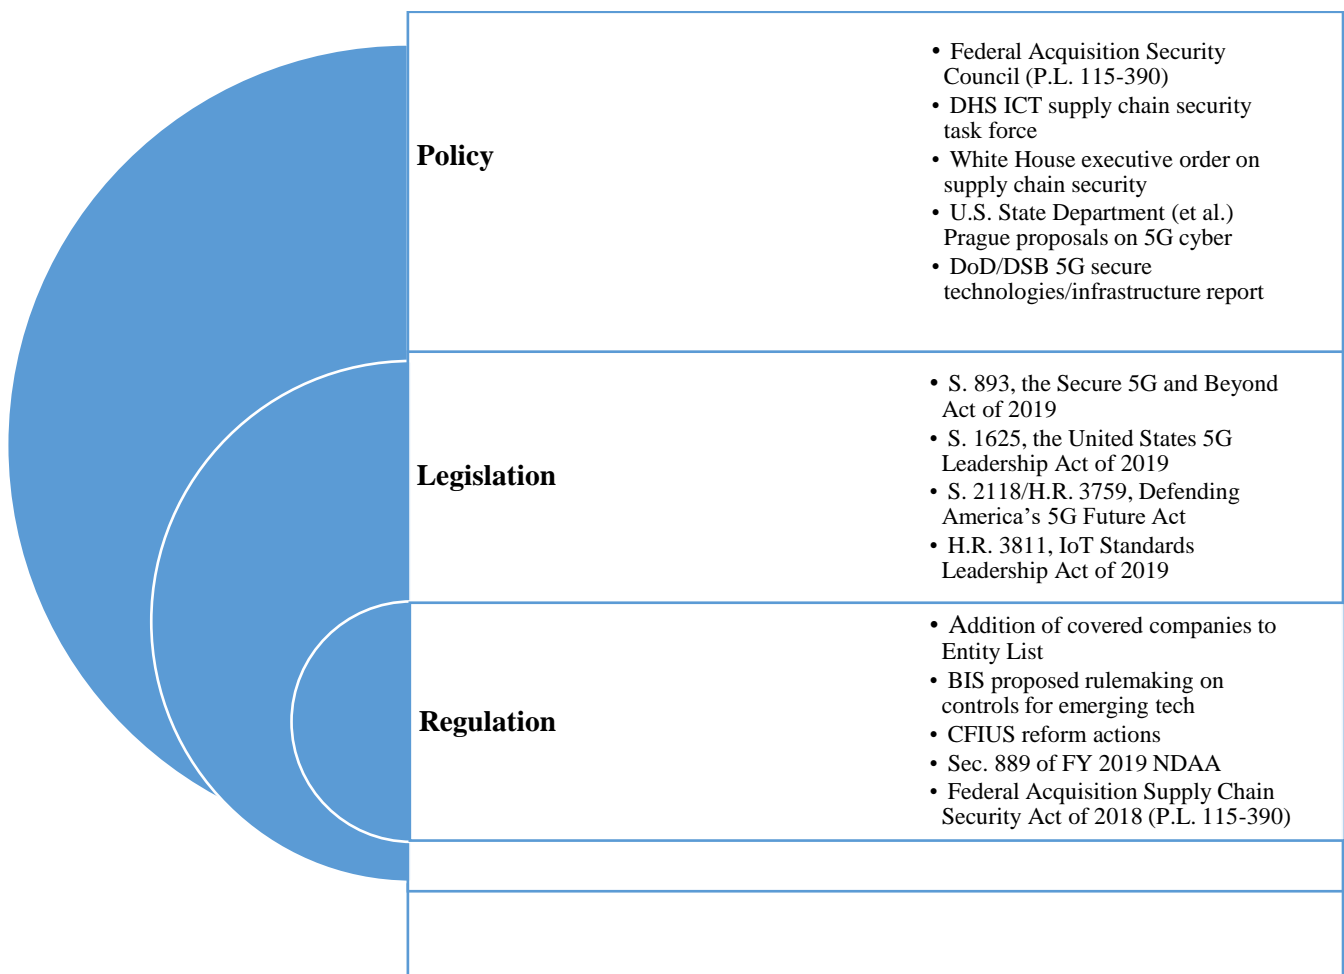 Policy
• Federal Acquisition Security
Council (P.L. 115-390)
• DHS ICT supply chain security
task force
• White House executive order on
supply chain security
• U.S. State Department (et al.)
Prague proposals on 5G cyber
• DoD/DSB 5G secure
technologies/infrastructure report
Legislation
• S. 893, the Secure 5G and Beyond
Act of 2019
• S. 1625, the United States 5G
Leadership Act of 2019
• S. 2118/H.R. 3759, Defending
America’s 5G Future Act
• H.R. 3811, IoT Standards
Leadership Act of 2019
Regulation
• Addition of covered companies to
Entity List
• BIS proposed rulemaking on
controls for emerging tech
• CFIUS reform actions
• Sec. 889 of FY 2019 NDAA
• Federal Acquisition Supply Chain
Security Act of 2018 (P.L. 115-390)